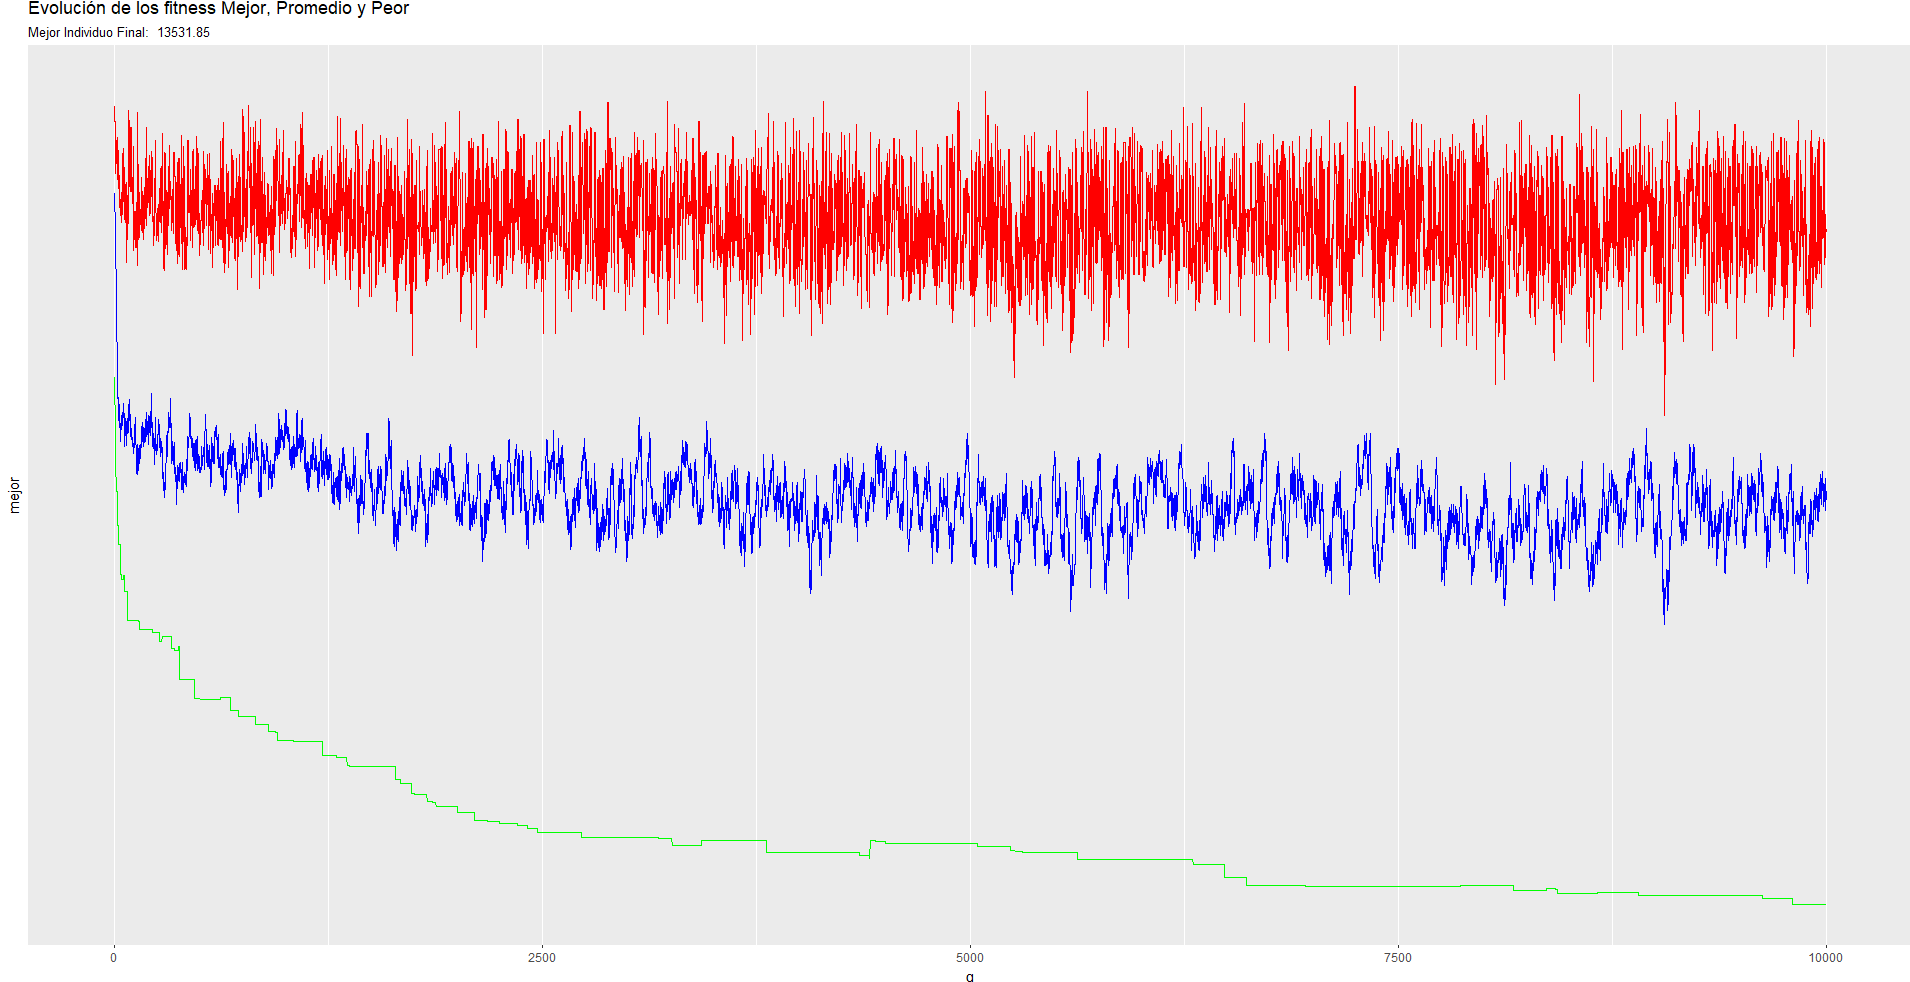 Evolución de los fitness Mejor, Promedio y Peor
Mejor Individuo Final: 13531.85
mejor
0 2500 5000 7500 10000
g